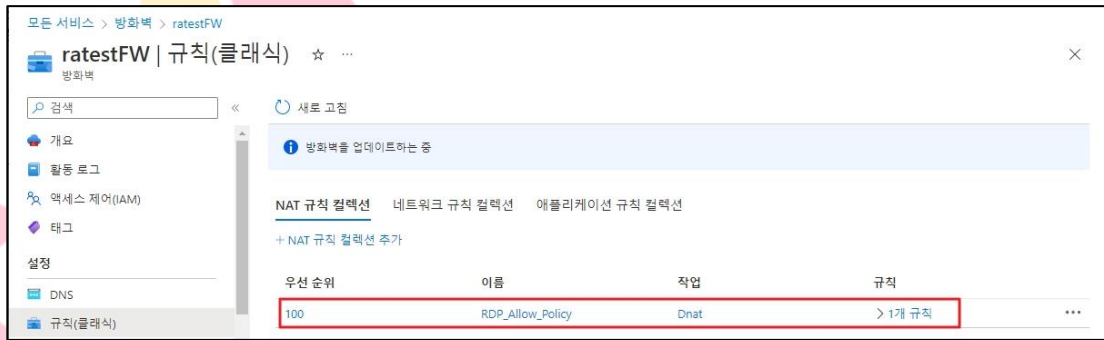 모든 서비스 > 방화벽 > ratestFW
ratestFW | 규칙(클래식) ☆ ···
방화벽
검색 «
새로 고침
개요
방화벽을 업데이트하는 중
활동 로그
액세스 제어(IAM)
NAT 규칙 컬렉션 네트워크 규칙 컬렉션 애플리케이션 규칙 컬렉션
태그
+ NAT 규칙 컬렉션 추가
설정
우선 순위 이름 작업 규칙
DNS
100 RDP_Allow_Policy Dnat > 1개 규칙 ···
규칙(클래식)